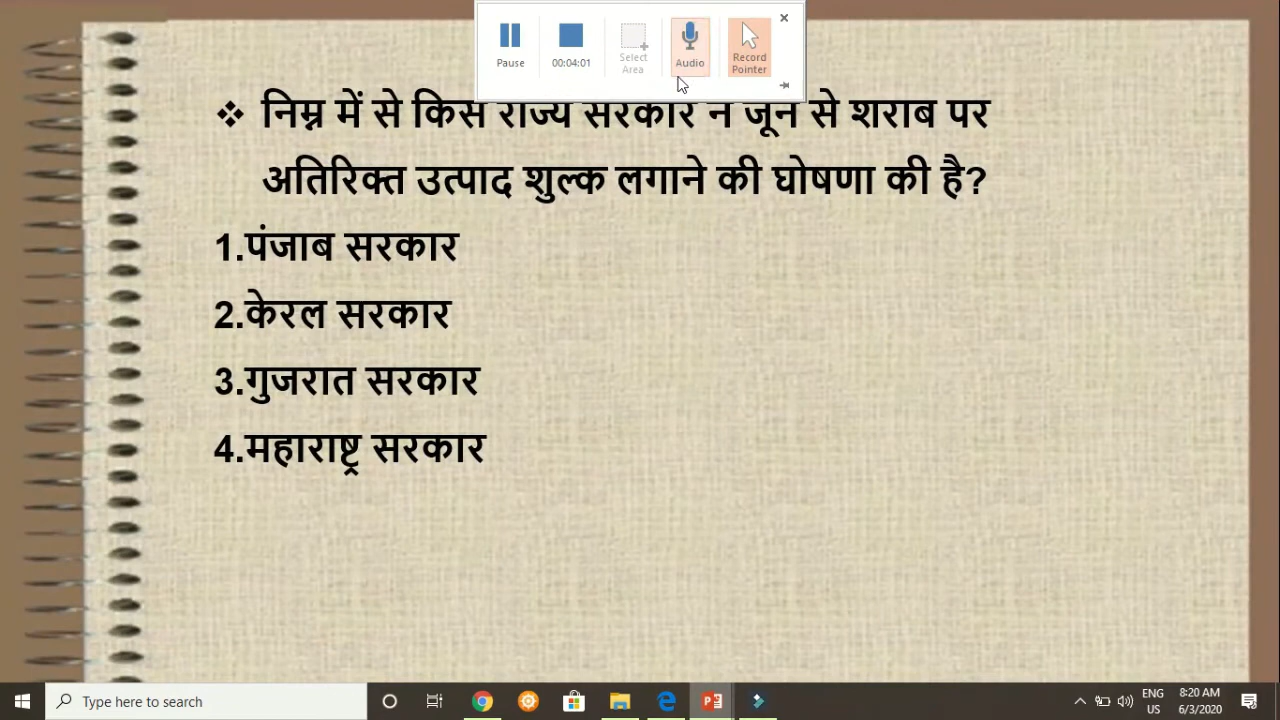 Pause
00:04:01
Select
Area
Audio
Record
Pointer
❖ निम्न में से किस राज्य सरकार ने जून से शराब पर
अतिरिक्त उत्पाद शुल्क लगाने की घोषणा की है?
1.पंजाब सरकार
2.केरल सरकार
3.गुजरात सरकार
4.महाराष्ट्र सरकार
Type here to search
ENG
US
8:20 AM
6/3/2020